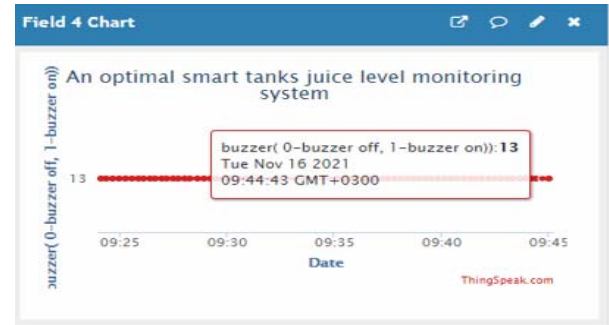 Field 4 Chart
An optimal smart tanks juice level monitoring
system
buzzer( 0-buzzer off, 1-buzzer on))
buzzer( 0-buzzer off, 1-buzzer on)):13
Tue Nov 16 2021
09:44:43 GMT+0300
13
09:25 09:30 09:35 09:40 09:45
Date
ThingSpeak.com